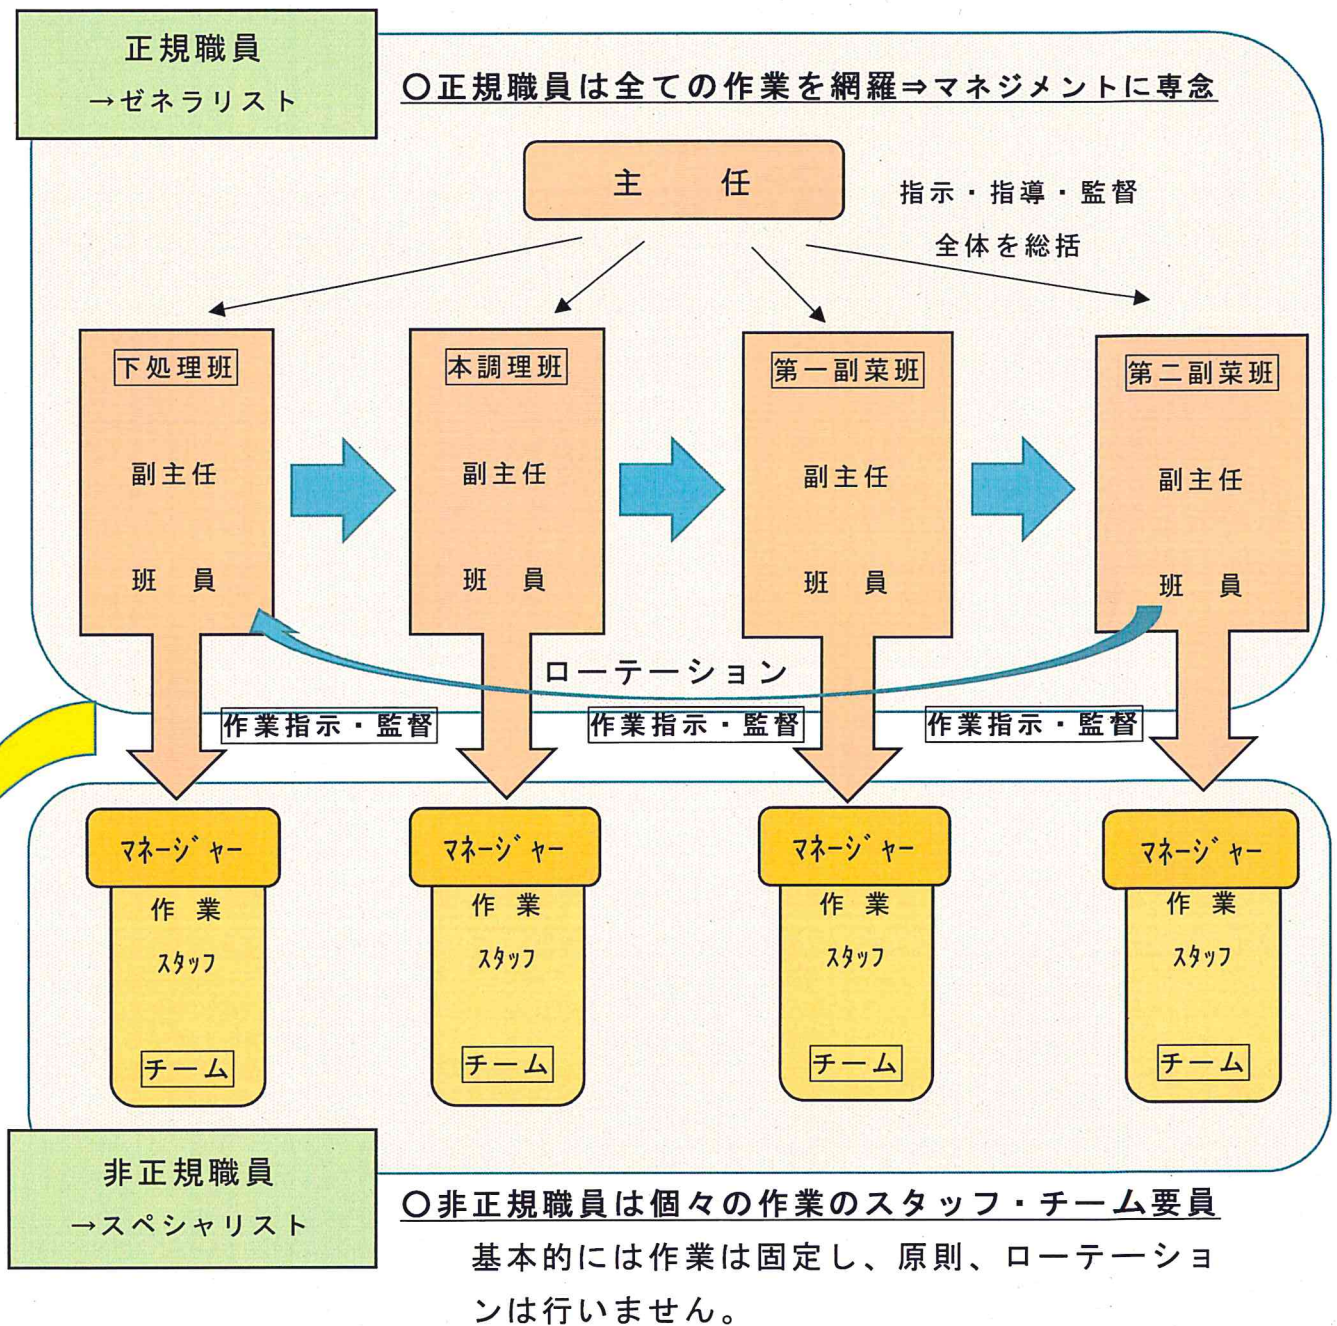 正規職員
→ゼネラリスト
〇正規職員は全ての作業を網羅⇒マネジメントに専念
主　任
指示・指導・監督
全体を総括
下処理班
副主任
班　員
本調理班
副主任
班　員
第一副菜班
副主任
班　員
第二副菜班
副主任
班　員
ローテーション
作業指示・監督
作業指示・監督
作業指示・監督
ﾏﾈｰｼﾞｬｰ
作業
ｽﾀｯﾌ
チーム
ﾏﾈｰｼﾞｬｰ
作業
ｽﾀｯﾌ
チーム
ﾏﾈｰｼﾞｬｰ
作業
ｽﾀｯﾌ
チーム
ﾏﾈｰｼﾞｬｰ
作業
ｽﾀｯﾌ
チーム
非正規職員
→スペシャリスト
〇非正規職員は個々の作業のスタッフ・チーム要員
基本的には作業は固定し、原則、ローテーショ
ンは行いません。